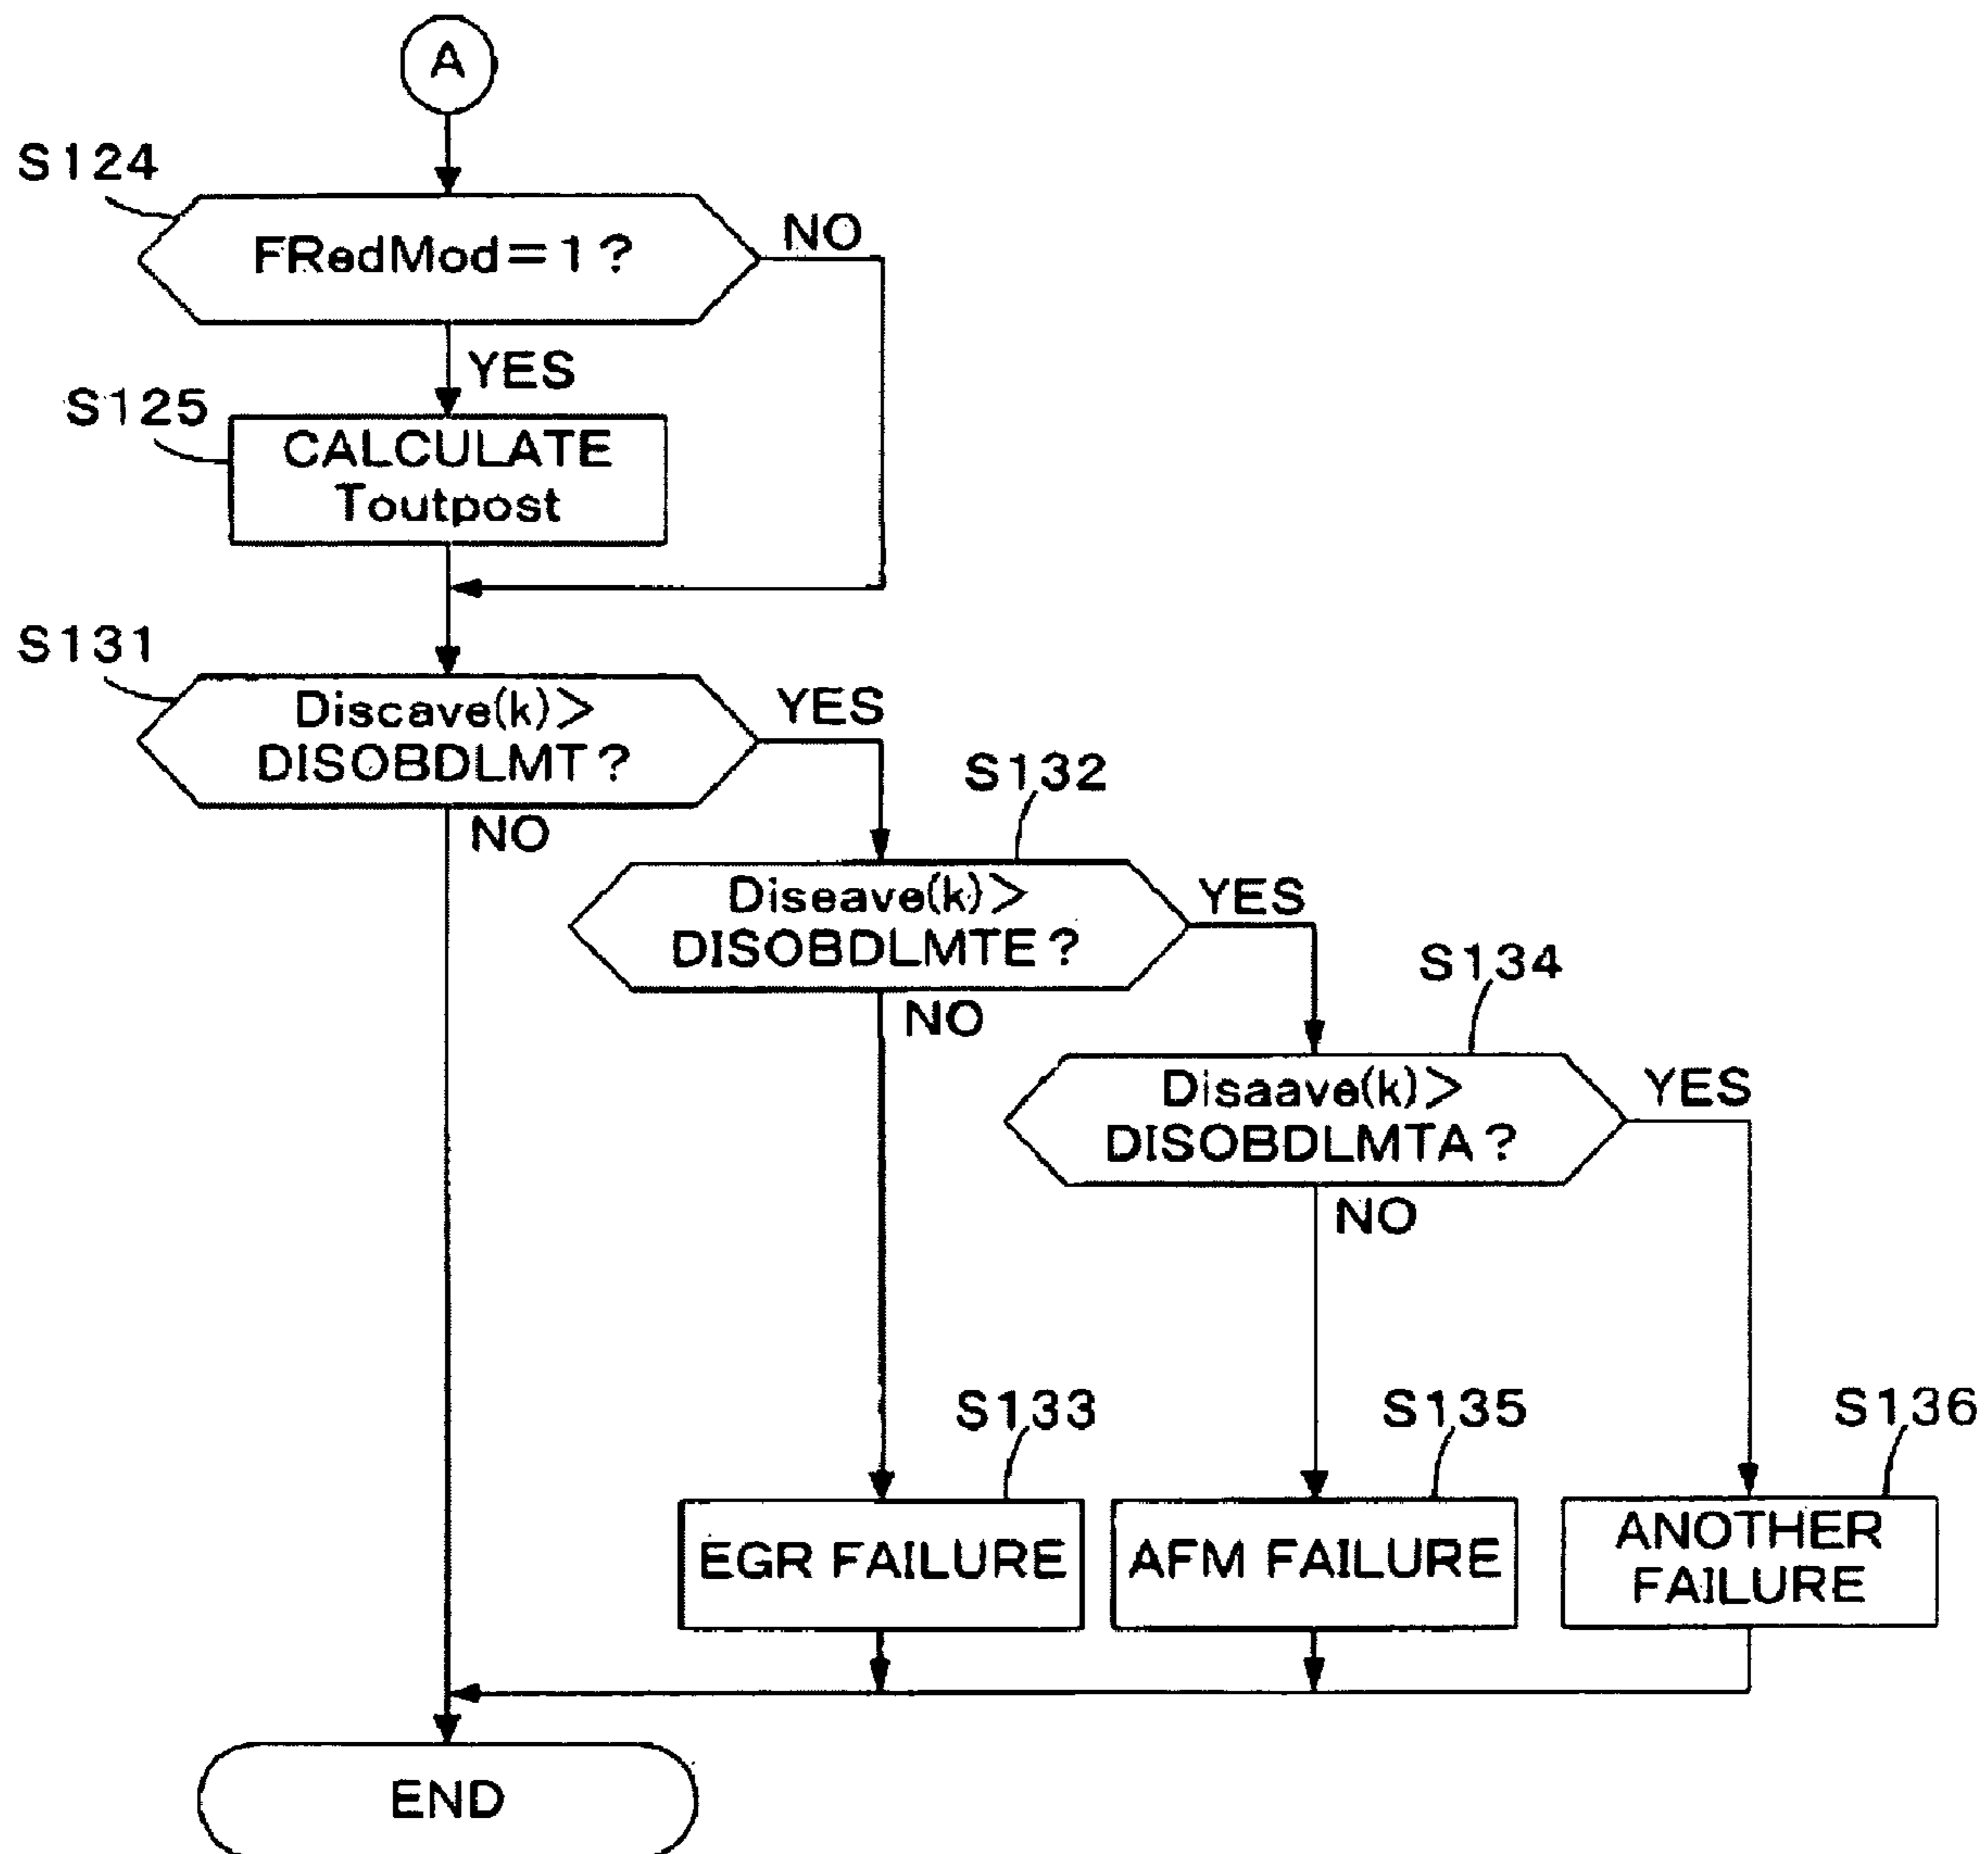 A
S124
FRedMod=1?
NO
YES
S125
CALCULATE
Toutpost
S131
Discave(k)>
DISOBDLMT?
YES
NO
S132
Diseave(k)>
DISOBDLMTE?
YES
NO
S134
Disaave(k)>
DISOBDLMTA?
YES
NO
S133
EGR FAILURE
S135
AFM FAILURE
S136
ANOTHER
FAILURE
END